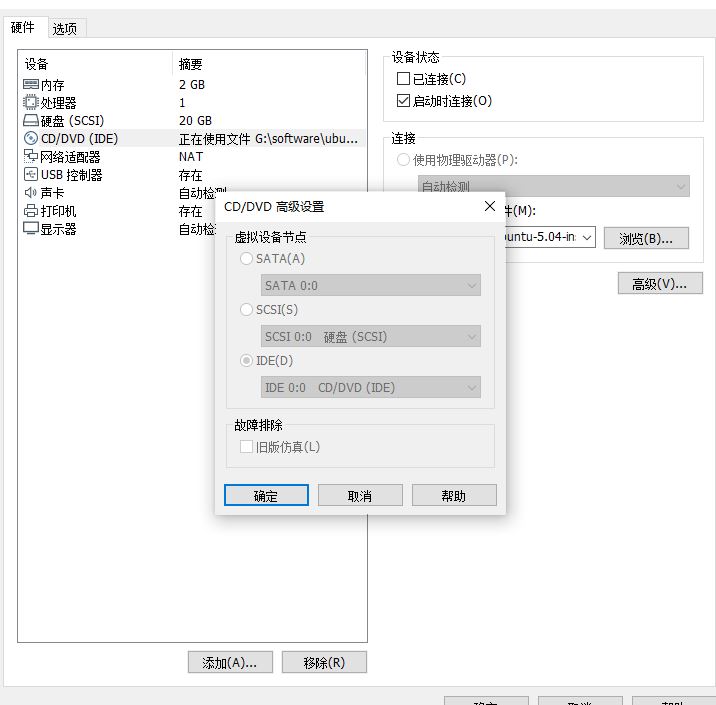 硬件 选项
设备 摘要
内存 2 GB
处理器 1
硬盘 (SCSI) 20 GB
CD/DVD (IDE) 正在使用文件 G:\software\ubu...
网络适配器 NAT
USB 控制器 存在
声卡 自动检测
打印机 存在
显示器 自动检
设备状态
已连接(C)
启动时连接(O)
连接
使用物理驱动器(P):
自动检测
件(M):
untu-5.04-in
浏览(B)...
高级(V)...
CD/DVD 高级设置
虚拟设备节点
SATA(A)
SATA 0:0
SCSI(S)
SCSI 0:0 硬盘 (SCSI)
IDE(D)
IDE 0:0 CD/DVD (IDE)
故障排除
旧版仿真(L)
确定 取消 帮助
添加(A)... 移除(R)